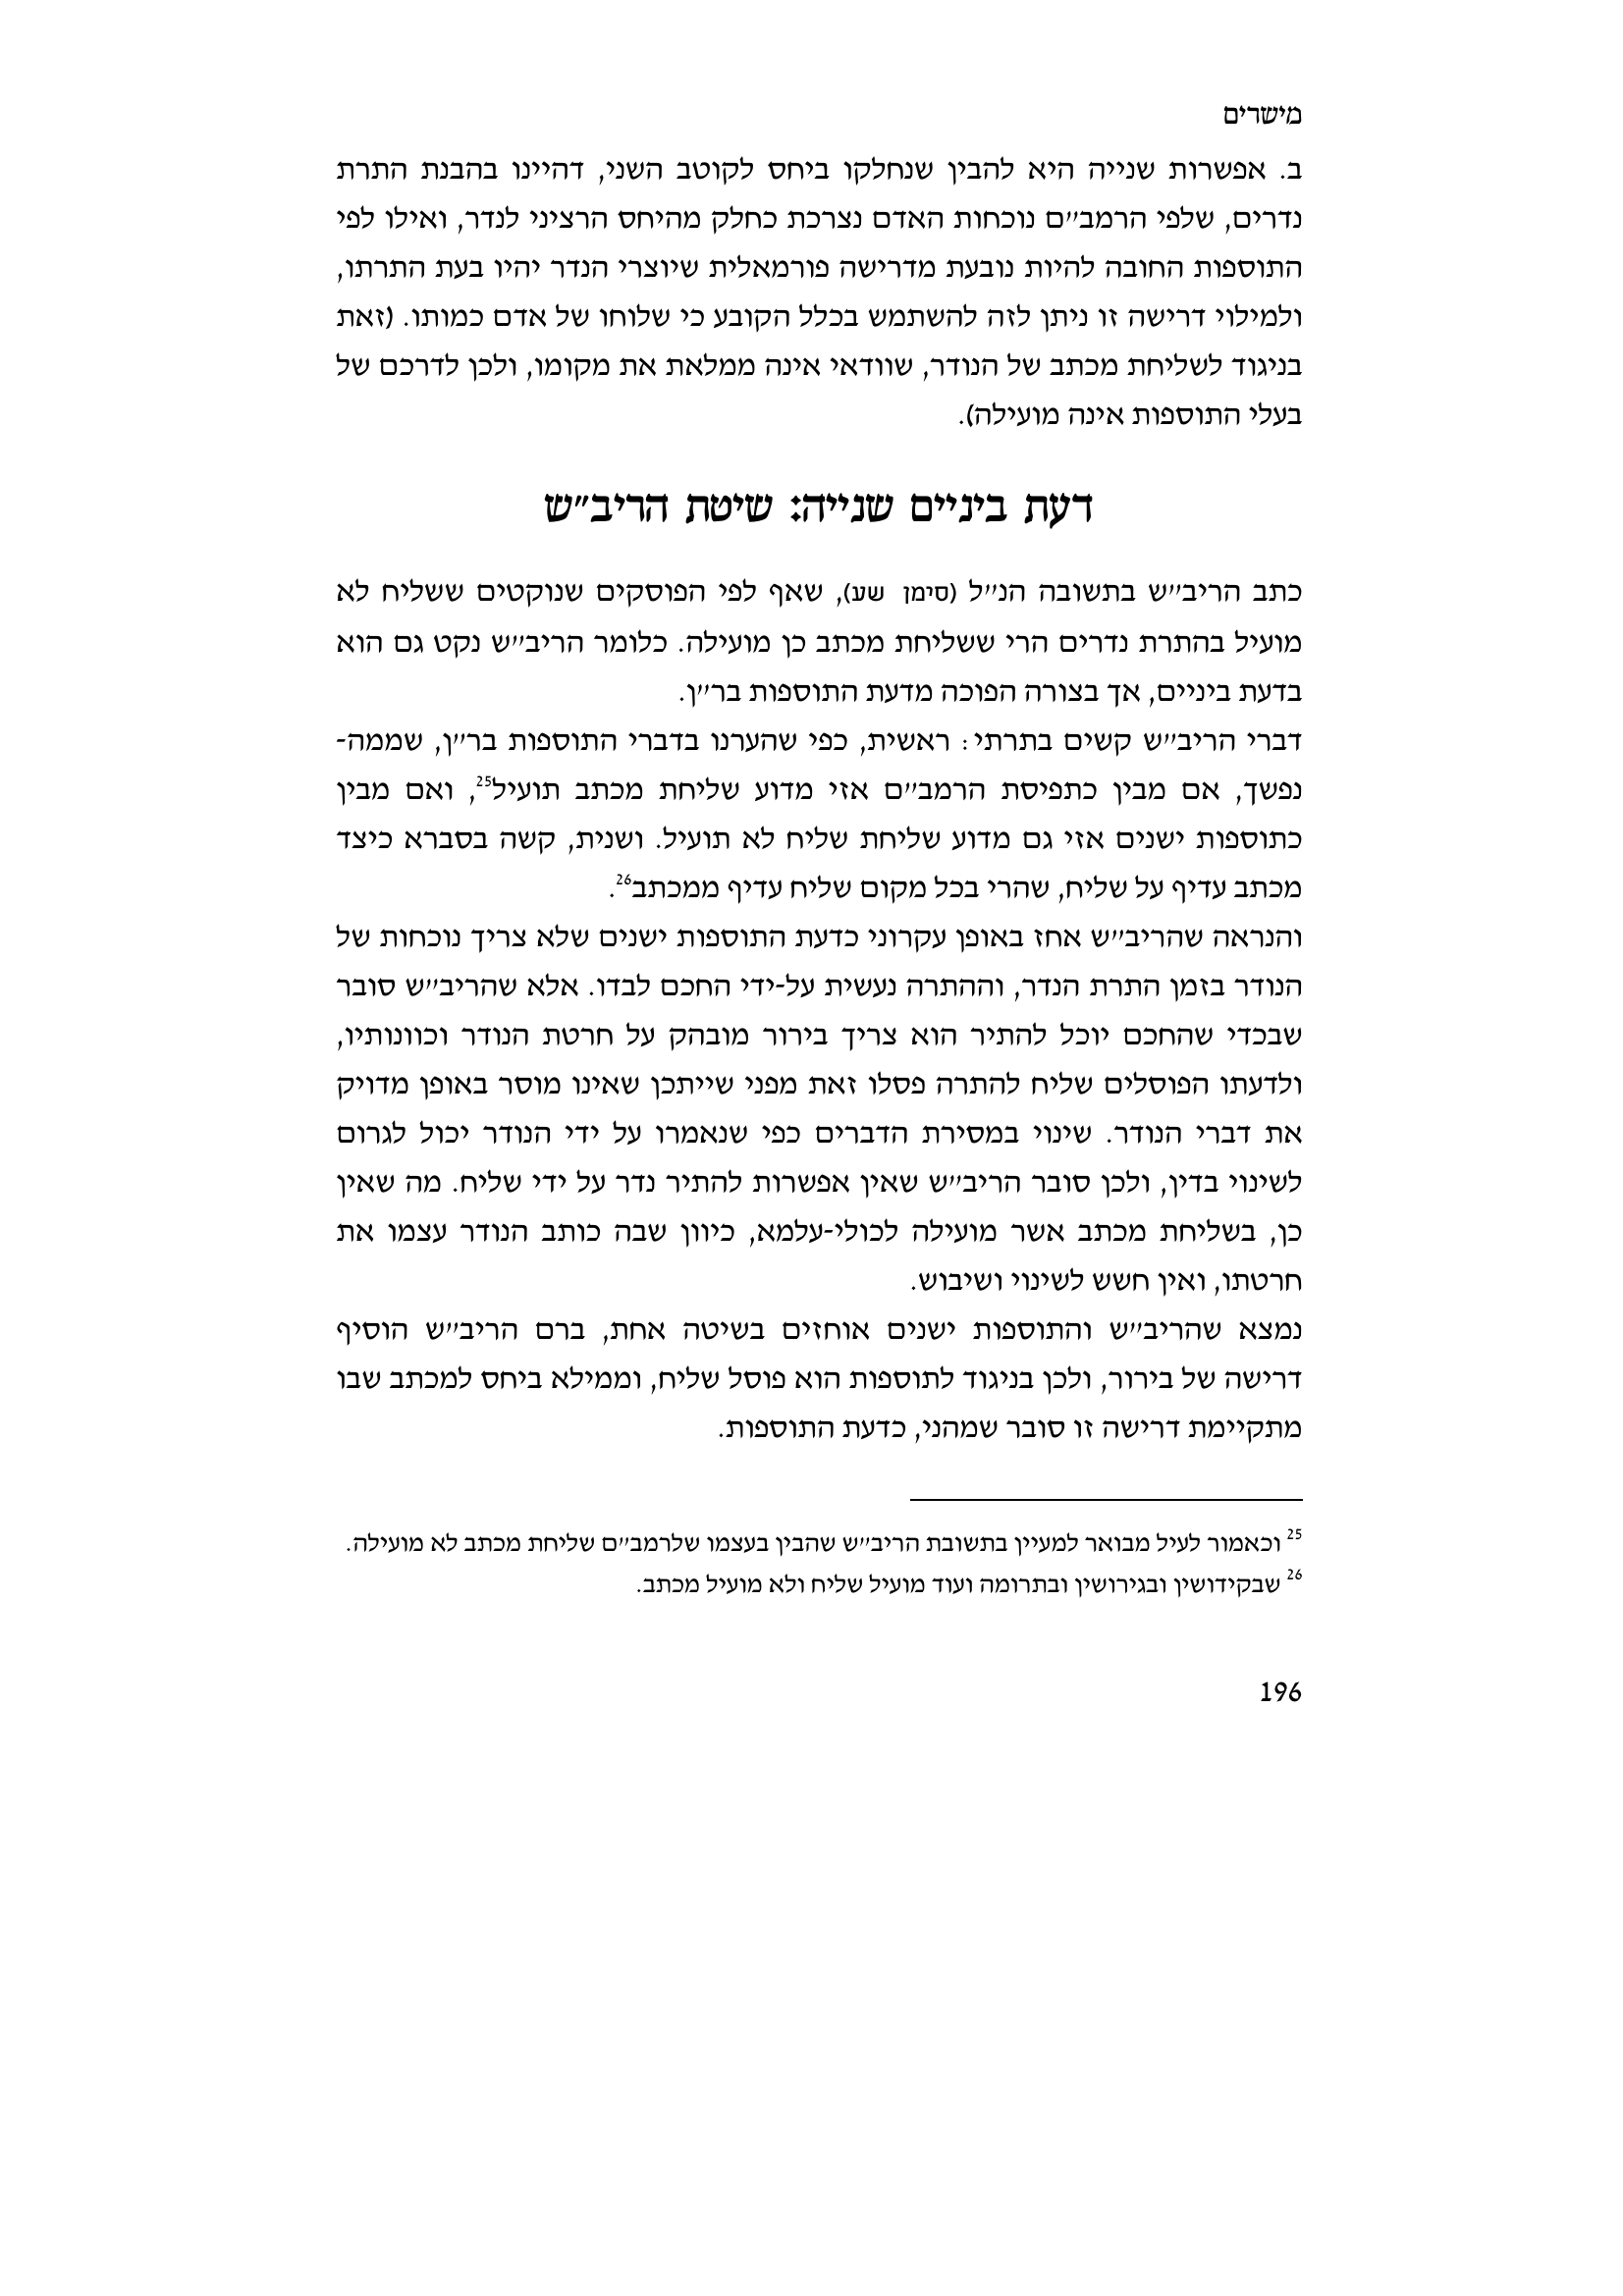 מישרים
ב. אפשרות שנייה היא להבין שנחלקו ביחס לקוטב השני, דהיינו בהבנת התרת
נדרים, שלפי הרמב״ם נוכחות האדם נצרכת כחלק מהיחס הרציני לנדר, ואילו לפי
התוספות החובה להיות נובעת מדרישה פורמאלית שיוצרי הנדר יהיו בעת התרתו,
ולמילוי דרישה זו ניתן לזה להשתמש בכלל הקובע כי שלוחו של אדם כמותו. (זאת
בניגוד לשליחת מכתב של הנודר, שוודאי אינה ממלאת את מקומו, ולכן לדרכם של
בעלי התוספות אינה מועילה).
דעת ביניים שנייה: שיטת הריב״ש
כתב הריב״ש בתשובה הנ״ל (סימן שע), שאף לפי הפוסקים שנוקטים ששליח לא
מועיל בהתרת נדרים הרי ששליחת מכתב כן מועילה. כלומר הריב״ש נקט גם הוא
בדעת ביניים, אך בצורה הפוכה מדעת התוספות בר״ן.
דברי הריב״ש קשים בתרתי: ראשית, כפי שהערנו בדברי התוספות בר״ן, שממה-
נפשך, אם מבין כתפיסת הרמב״ם אזי מדוע שליחת מכתב תועיל25, ואם מבין
כתוספות ישנים אזי גם מדוע שליחת שליח לא תועיל. ושנית, קשה בסברא כיצד
מכתב עדיף על שליח, שהרי בכל מקום שליח עדיף ממכתב26.
והנראה שהריב״ש אחז באופן עקרוני כדעת התוספות ישנים שלא צריך נוכחות של
הנודר בזמן התרת הנדר, וההתרה נעשית על-ידי החכם לבדו. אלא שהריב״ש סובר
שבכדי שהחכם יוכל להתיר הוא צריך בירור מובהק על חרטת הנודר וכוונותיו,
ולדעתו הפוסלים שליח להתרה פסלו זאת מפני שייתכן שאינו מוסר באופן מדויק
את דברי הנודר. שינוי במסירת הדברים כפי שנאמרו על ידי הנודר יכול לגרום
לשינוי בדין, ולכן סובר הריב״ש שאין אפשרות להתיר נדר על ידי שליח. מה שאין
כן, בשליחת מכתב אשר מועילה לכולי-עלמא, כיוון שבה כותב הנודר עצמו את
חרטתו, ואין חשש לשינוי ושיבוש.
נמצא שהריב״ש והתוספות ישנים אוחזים בשיטה אחת, ברם הריב״ש הוסיף
דרישה של בירור, ולכן בניגוד לתוספות הוא פוסל שליח, וממילא ביחס למכתב שבו
מתקיימת דרישה זו סובר שמהני, כדעת התוספות.
25 וכאמור לעיל מבואר למעיין בתשובת הריב״ש שהבין בעצמו שלרמב״ם שליחת מכתב לא מועילה.
26 שבקידושין ובגירושין ובתרומה ועוד מועיל שליח ולא מועיל מכתב.
196